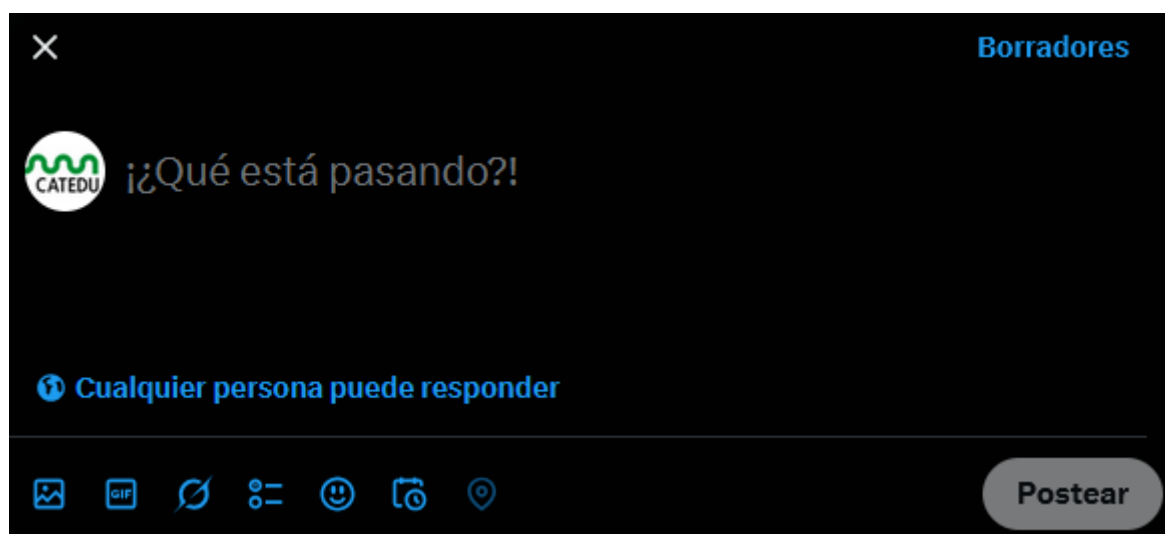 Borradores
CATEDU
¡¿Qué está pasando?!
Cualquier persona puede responder
GIF
Postear